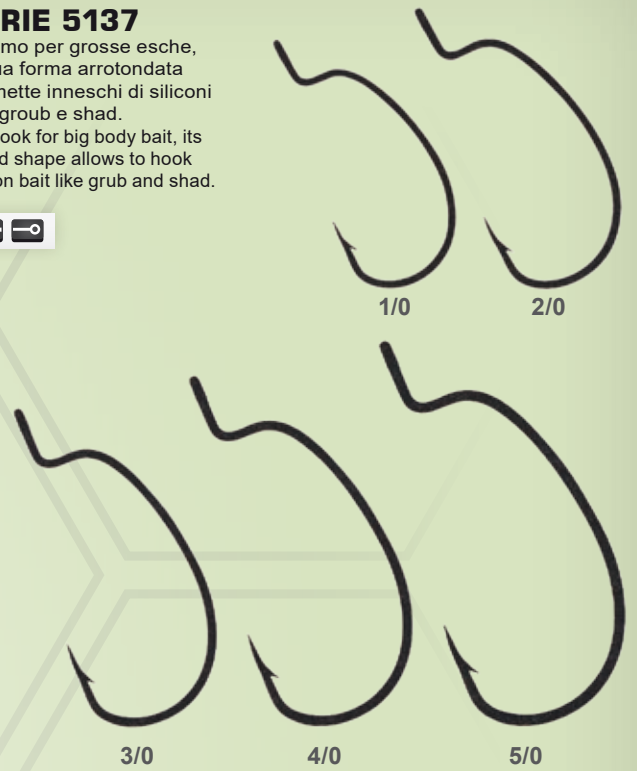 RIE 5137
mo per grosse esche,
a forma arrotondata
nette inneschi di siliconi
groub e shad.
ook for big body bait, its
d shape allows to hook
on bait like grub and shad.
1/0
2/0
3/0
4/0
5/0